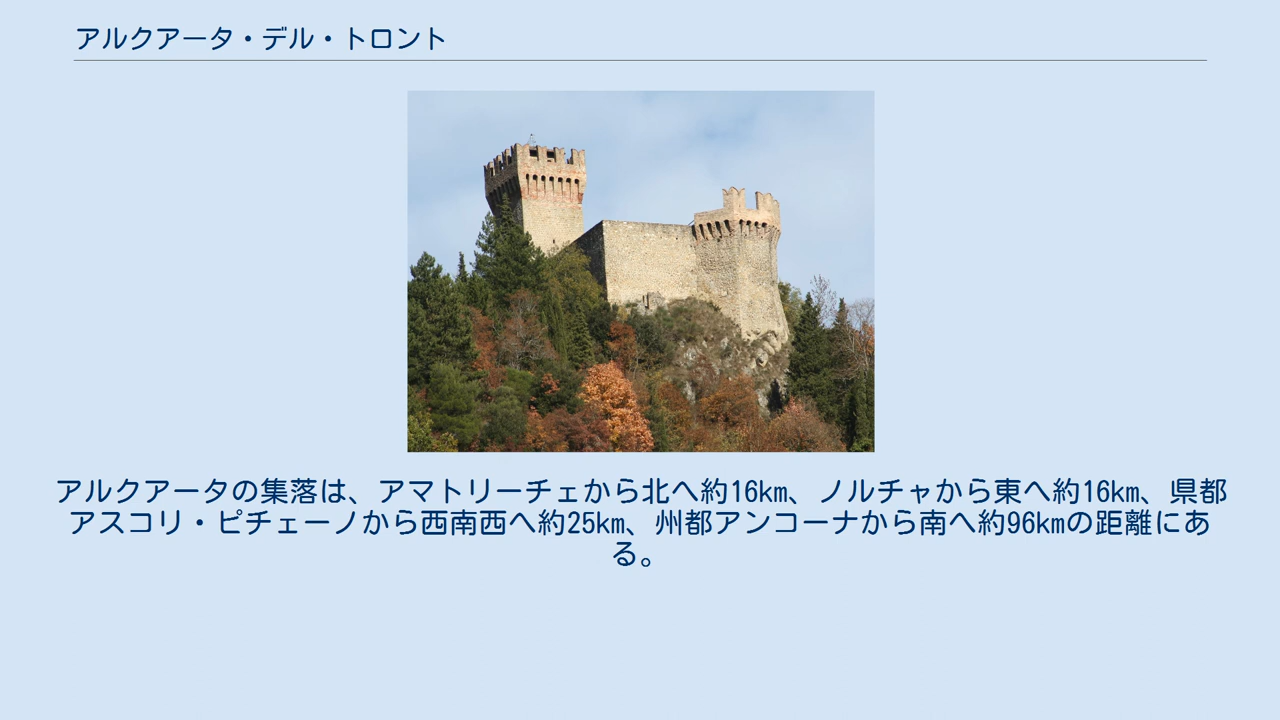 アルクアータ・デル・トロント
アルクアータの集落は、アマトリーチェから北へ約16km、ノルチャから東へ約16km、県都
アスコリ・ピチェーノから西南西へ約25km、州都アンコーナから南へ約96kmの距離にあ
る。